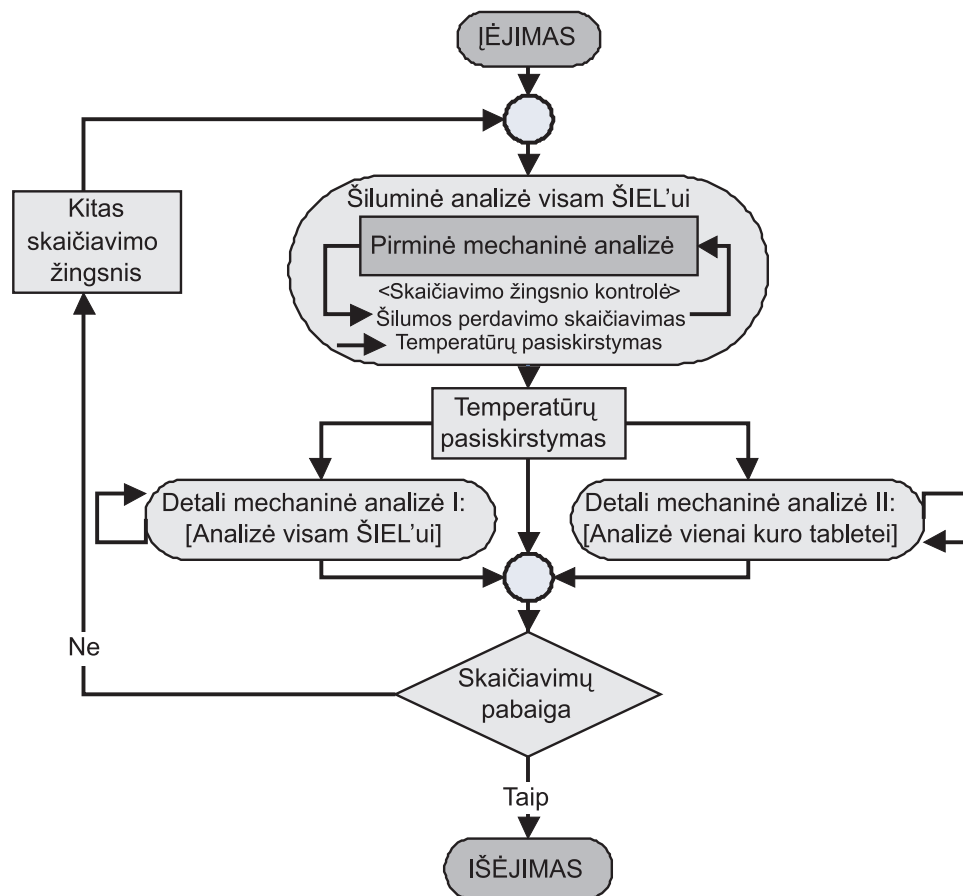 ĮĖJIMAS
Šiluminė analizė visam ŠIEL’ui
Pirminė mechaninė analizė
<Skaičiavimo žingsnio kontrolė>
Šilumos perdavimo skaičiavimas
Temperatūrų pasiskirstymas
Kitas
skaičiavimo
žingsnis
Temperatūrų
pasiskirstymas
Detali mechaninė analizė I:
[Analizė visam ŠIEL’ui]
Detali mechaninė analizė II:
[Analizė vienai kuro tabletei]
Ne
Skaičiavimų
pabaiga
Taip
IŠĖJIMAS